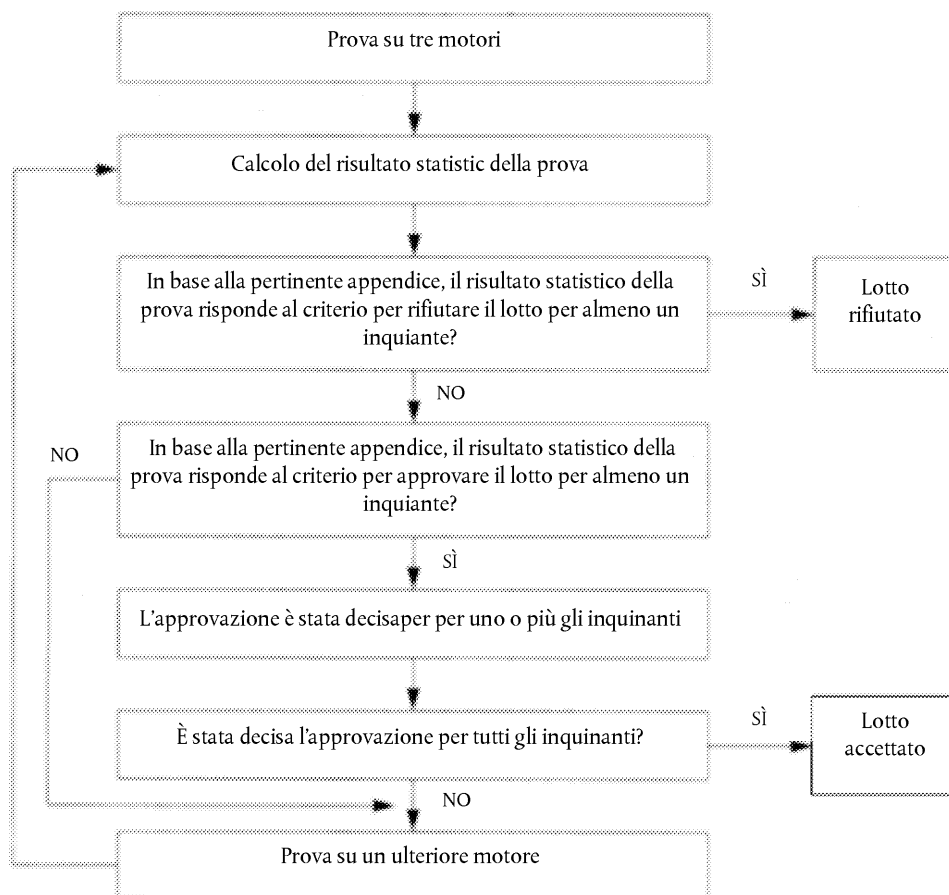 Prova su tre motori
Calcolo del risultato statistic della prova
In base alla pertinente appendice, il risultato statistico della
prova risponde al criterio per rifiutare il lotto per almeno un
inquiante?
SÌ
Lotto
rifiutato
NO
In base alla pertinente appendice, il risultato statistico della
prova risponde al criterio per approvare il lotto per almeno un
inquiante?
NO
SÌ
L'approvazione è stata decisaper per uno o più gli inquinanti
È stata decisa l'approvazione per tutti gli inquinanti?
SÌ
Lotto
accettato
NO
Prova su un ulteriore motore